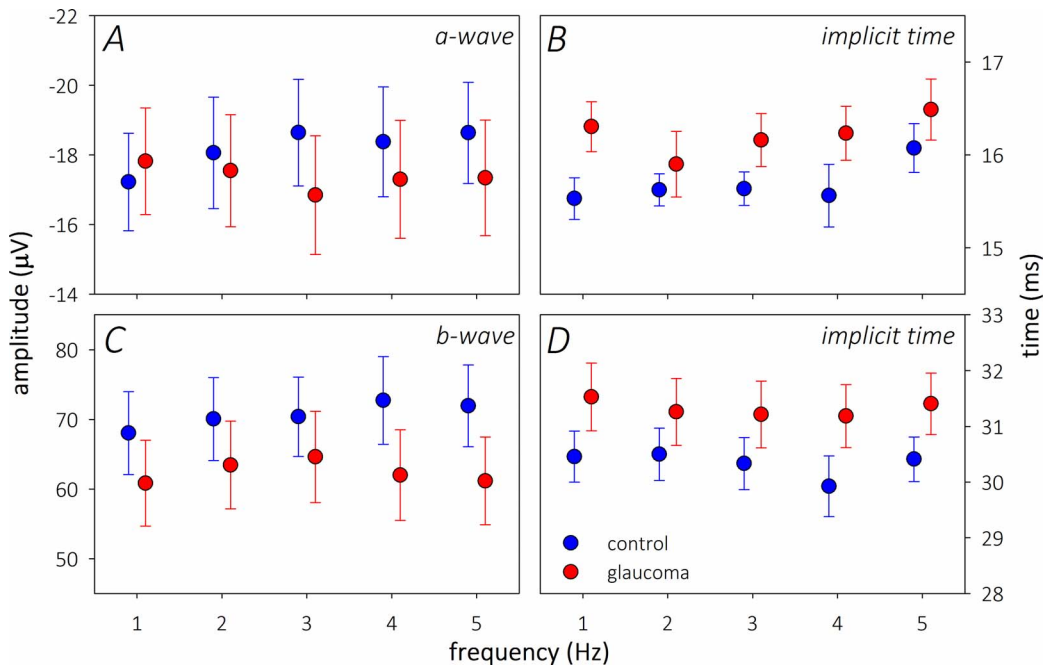 A
a-wave
-22
-20
-18
-16
-14
B
implicit time
17
16
15
C
b-wave
80
70
60
50
D
implicit time
33
32
31
30
29
28
control
glaucoma
amplitude (μV)
time (ms)
1 2 3 4 5
1 2 3 4 5
frequency (Hz)